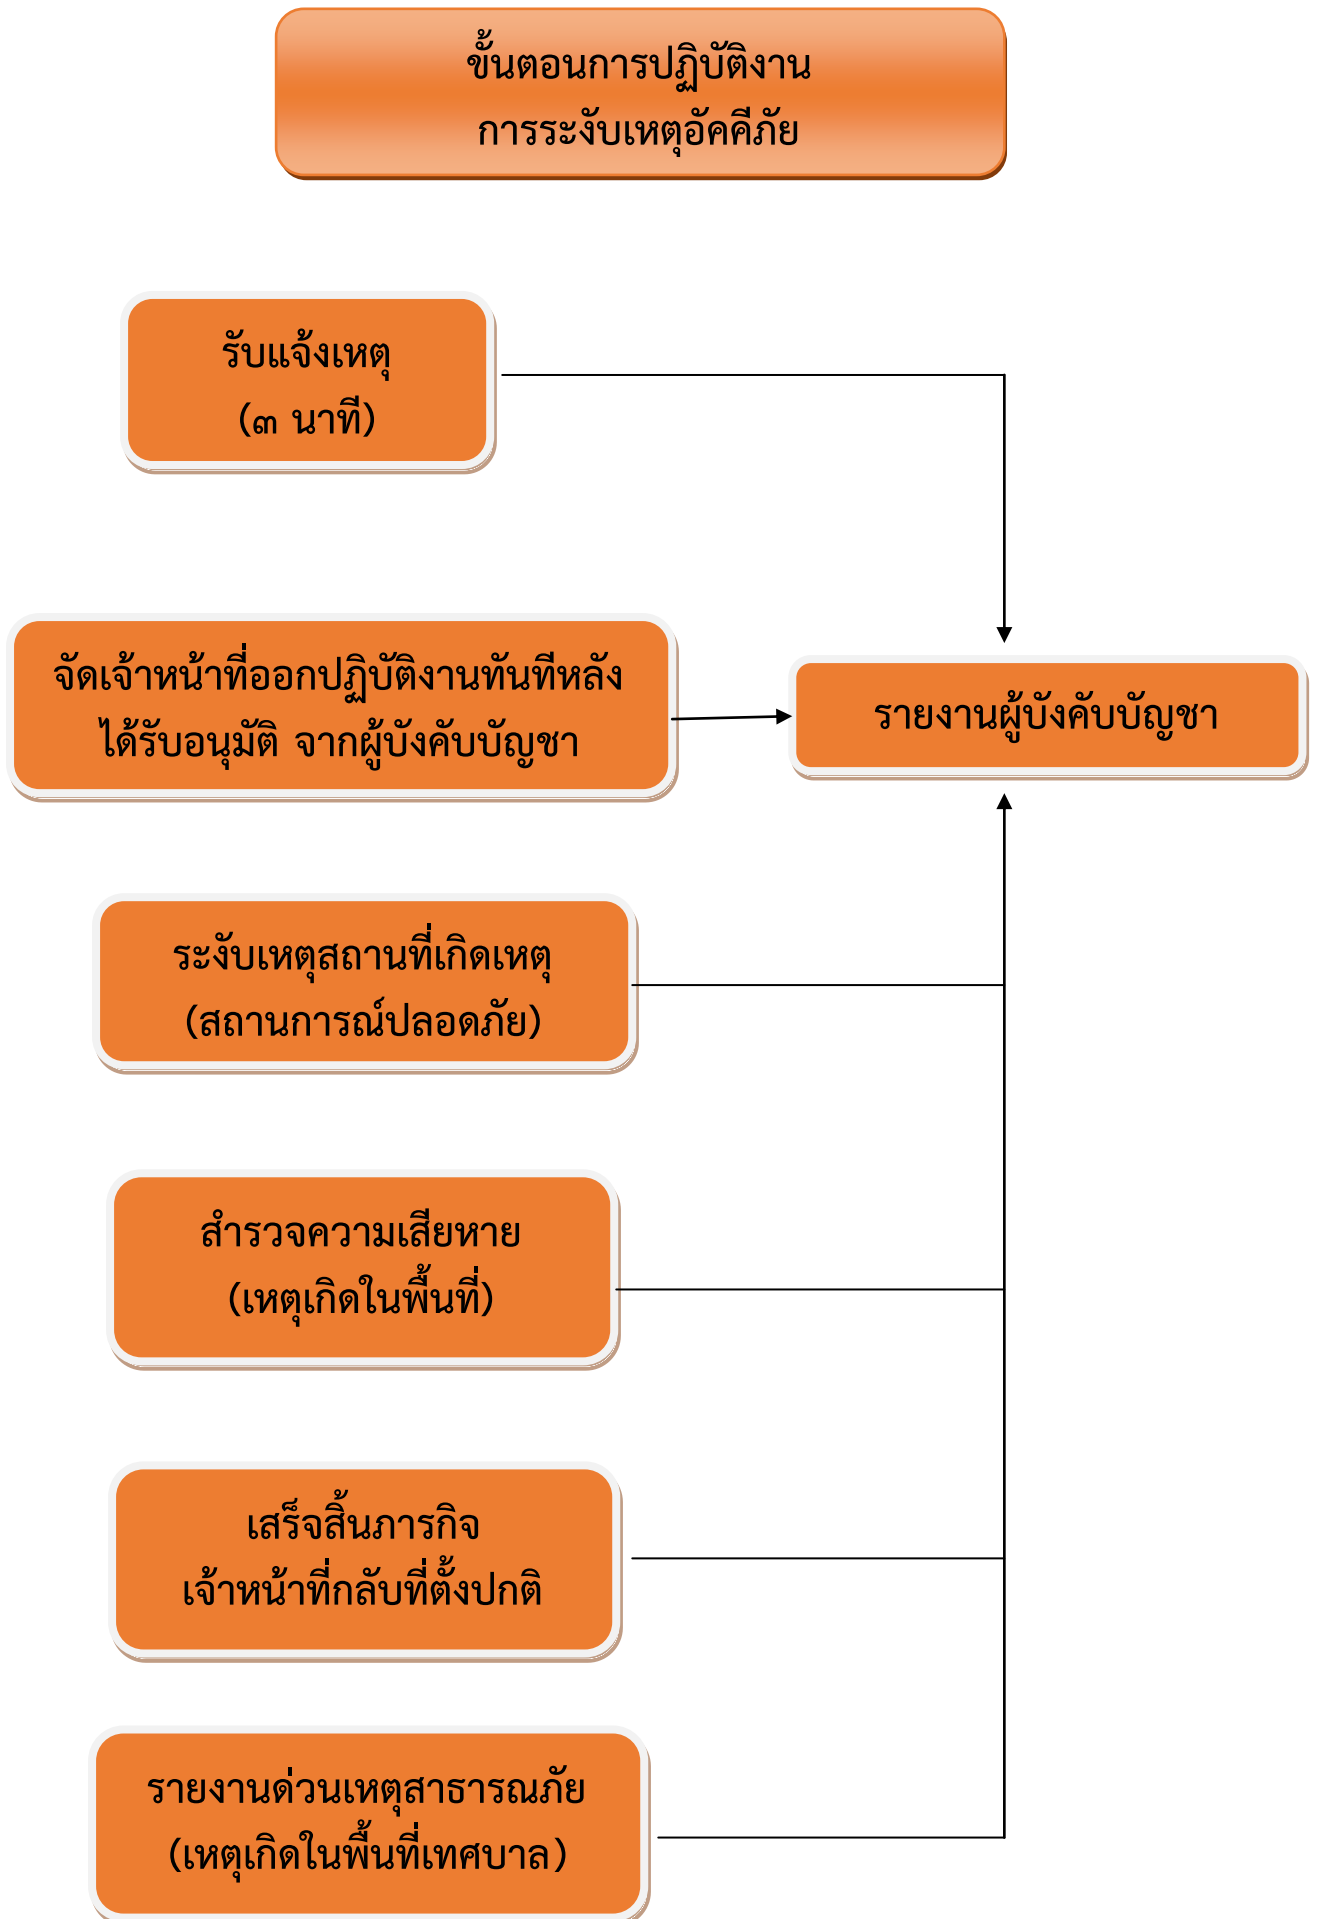 ขั้นตอนการปฏิบัติงาน
การระงับเหตุอัคคีภัย
รับแจ้งเหตุ
(๓ นาที)
จัดเจ้าหน้าที่ออกปฏิบัติงานทันทีหลัง
ได้รับอนุมัติ จากผู้บังคับบัญชา
รายงานผู้บังคับบัญชา
ระงับเหตุสถานที่เกิดเหตุ
(สถานการณ์ปลอดภัย)
สำรวจความเสียหาย
(เหตุเกิดในพื้นที่)
เสร็จสิ้นภารกิจ
เจ้าหน้าที่กลับที่ตั้งปกติ
รายงานด่วนเหตุสาธารณภัย
(เหตุเกิดในพื้นที่เทศบาล)